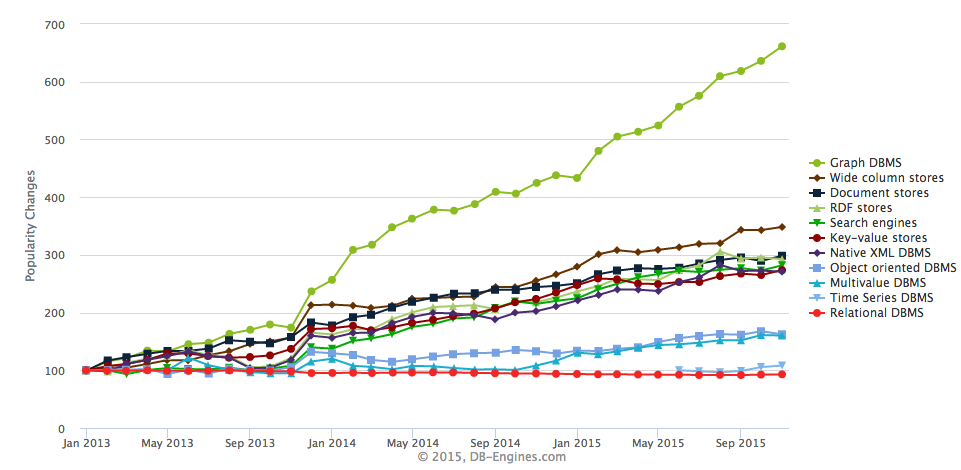 700
600
500
400
300
200
100
0
Popularity Changes
Jan 2013 May 2013 Sep 2013 Jan 2014 May 2014 Sep 2014 Jan 2015 May 2015 Sep 2015
© 2015, DB-Engines.com
Graph DBMS
Wide column stores
Document stores
RDF stores
Search engines
Key-value stores
Native XML DBMS
Object oriented DBMS
Multivalue DBMS
Time Series DBMS
Relational DBMS